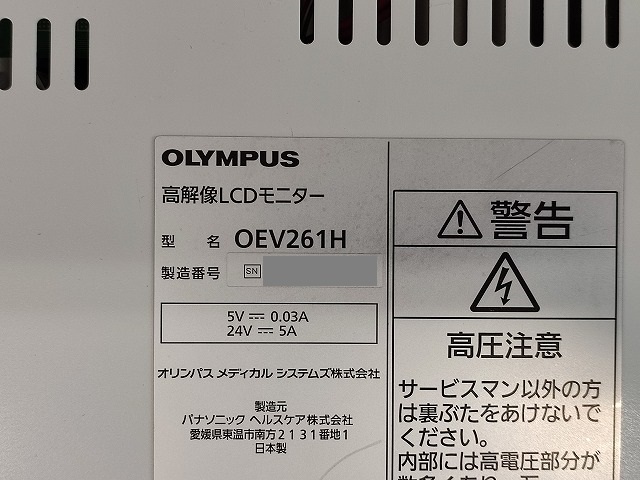 OLYMPUS
高解像LCDモニター
型 名 OEV261H
製造番号 SN
5V ⎓ 0.03A
24V ⎓ 5A
オリンパス メディカル システムズ株式会社
製造元
パナソニック ヘルスケア株式会社
愛媛県東温市南方2131番地1
日本製
警告
高圧注意
サービスマン以外の方
は裏ぶたをあけないで
ください。
内部には高電圧部分が